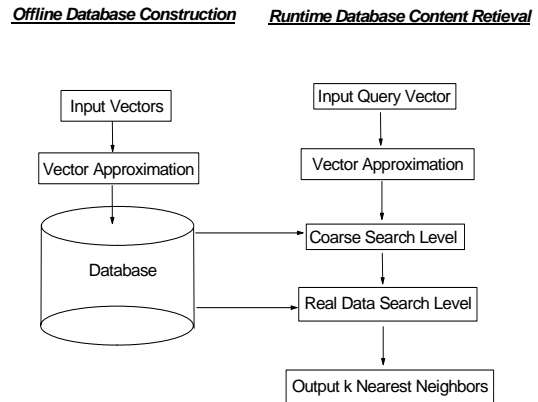 Offline Database Construction
Runtime Database Content Retieval
Input Vectors
Vector Approximation
Database
Input Query Vector
Vector Approximation
Coarse Search Level
Real Data Search Level
Output k Nearest Neighbors